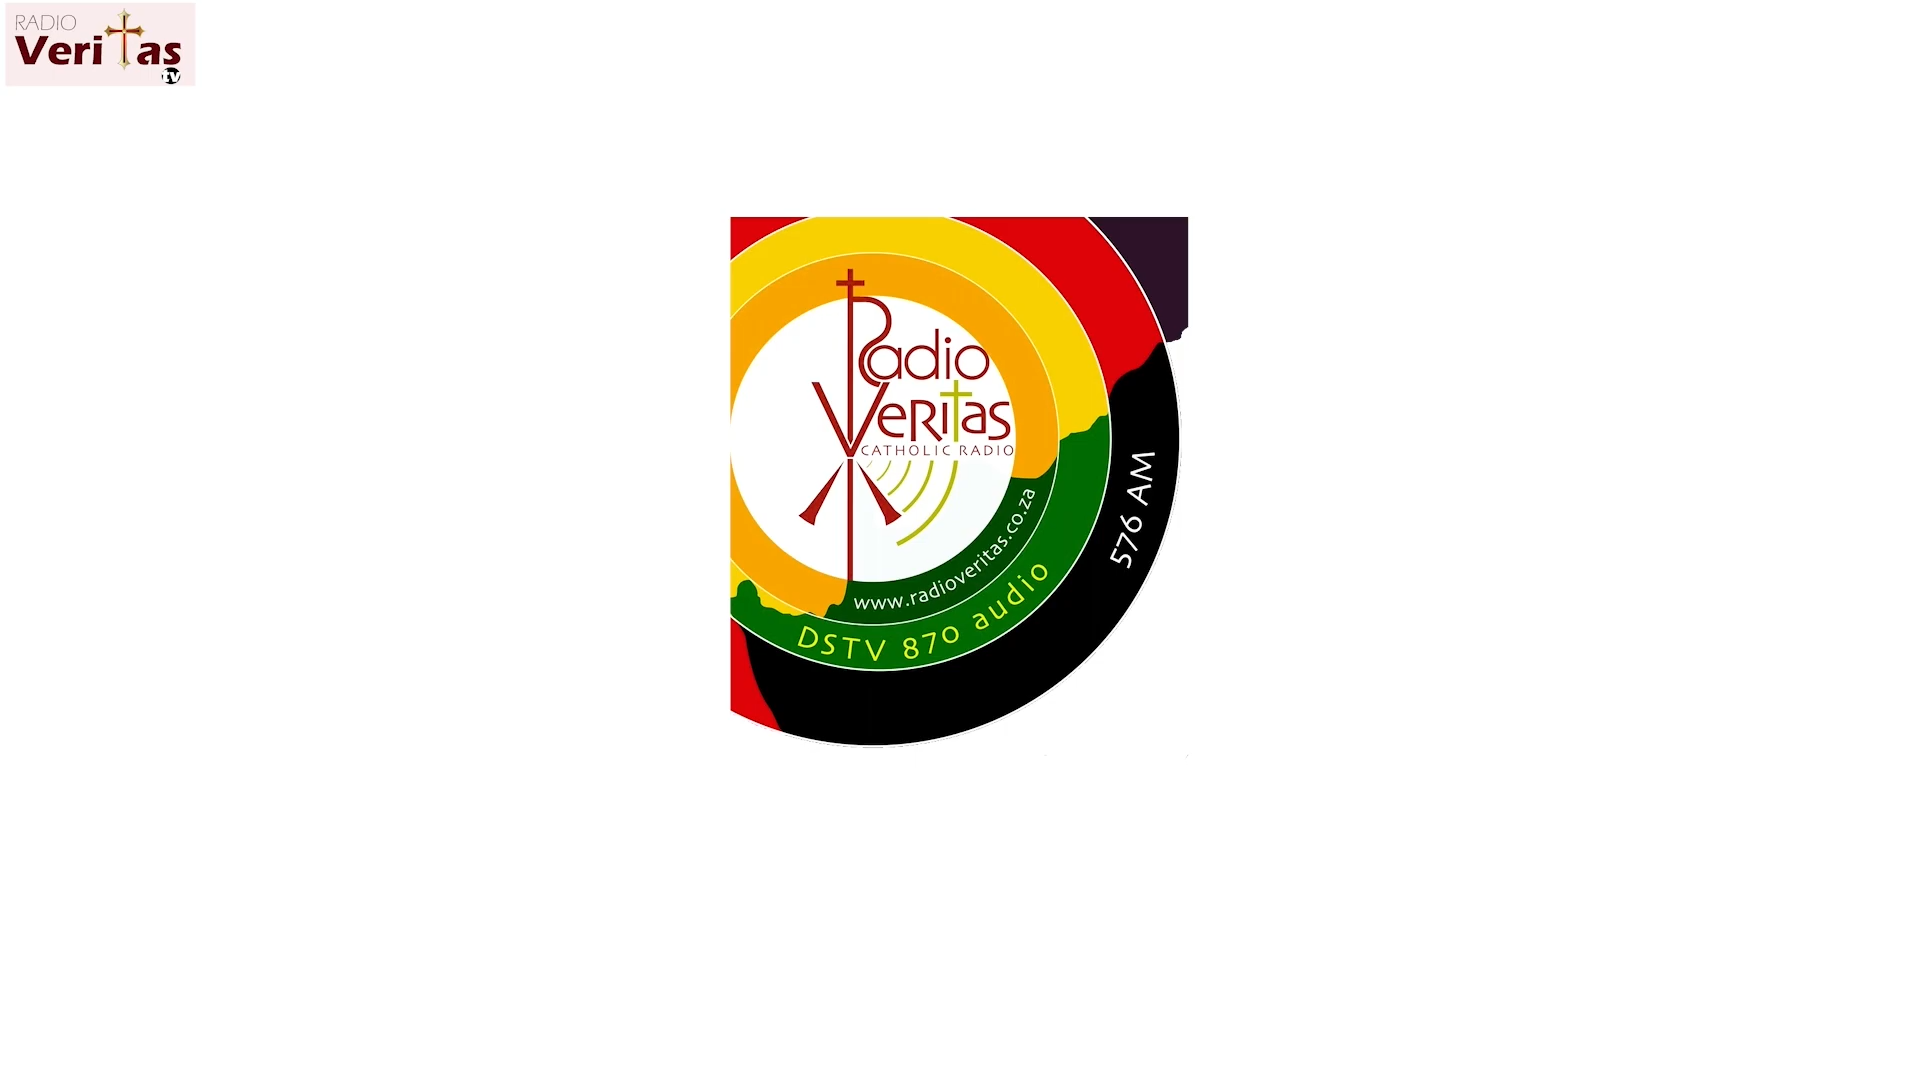 RADIO
Veritas
tv
Radio
Veritas
CATHOLIC RADIO
www.radioveritas.co.za
DSTV 870 audio
576 AM